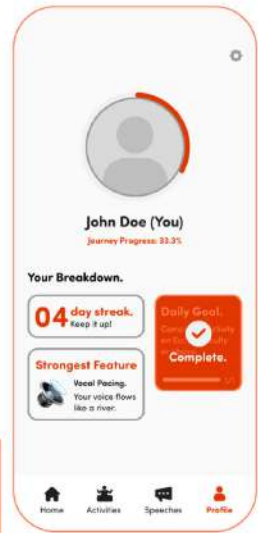 John Doe (You)
Journey Progress: 33.3%
Your Breakdown.
04 day streak.
Keep it up!
Daily Goal.
Complete.
Strongest Feature
Vocal Pacing.
Your voice flows
like a river.
Home Activities Speeches Profile